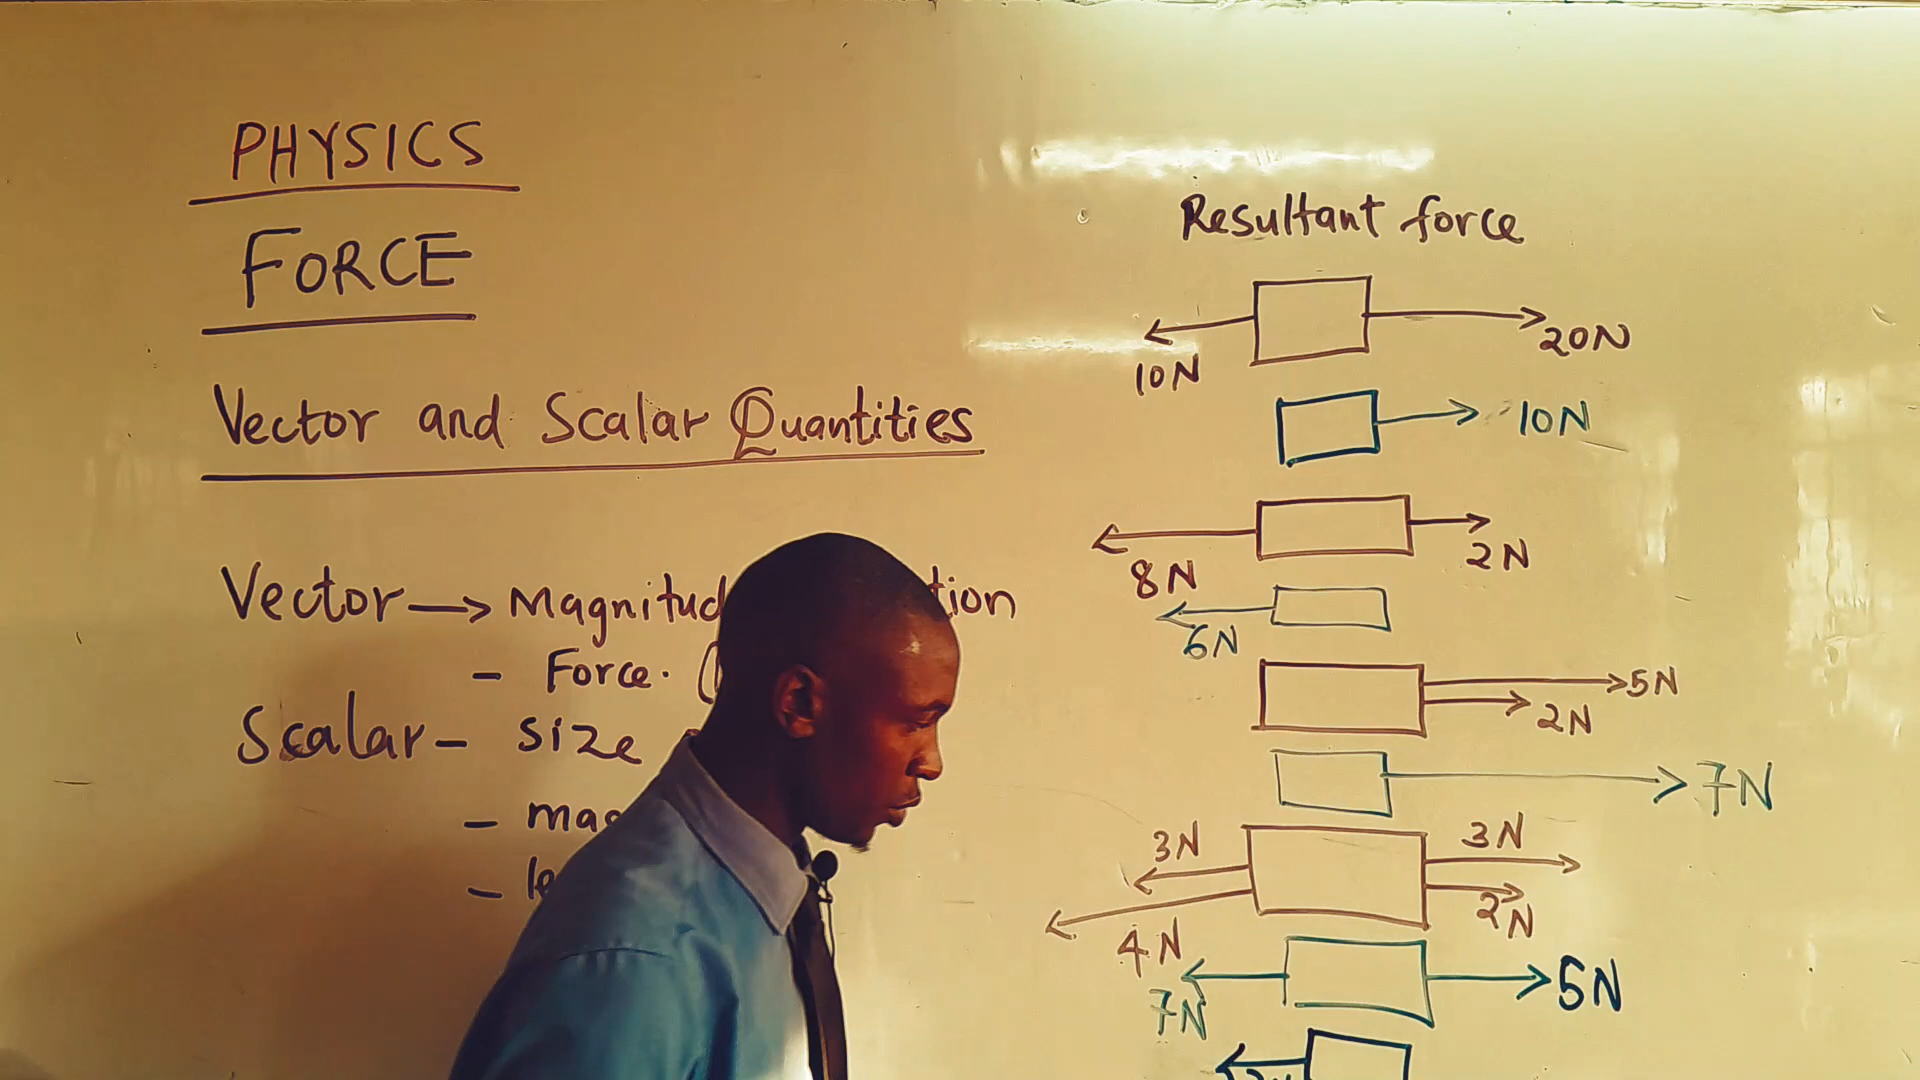 PHYSICS
FORCE
Vector and Scalar Quantities
Vector → Magnitud tion
- Force. (
Scalar - size
- mag
- le
Resultant force
10N 20N
10N
8N 2N
6N
5N
2N
7N
3N 3N
4N 2N
7N 5N